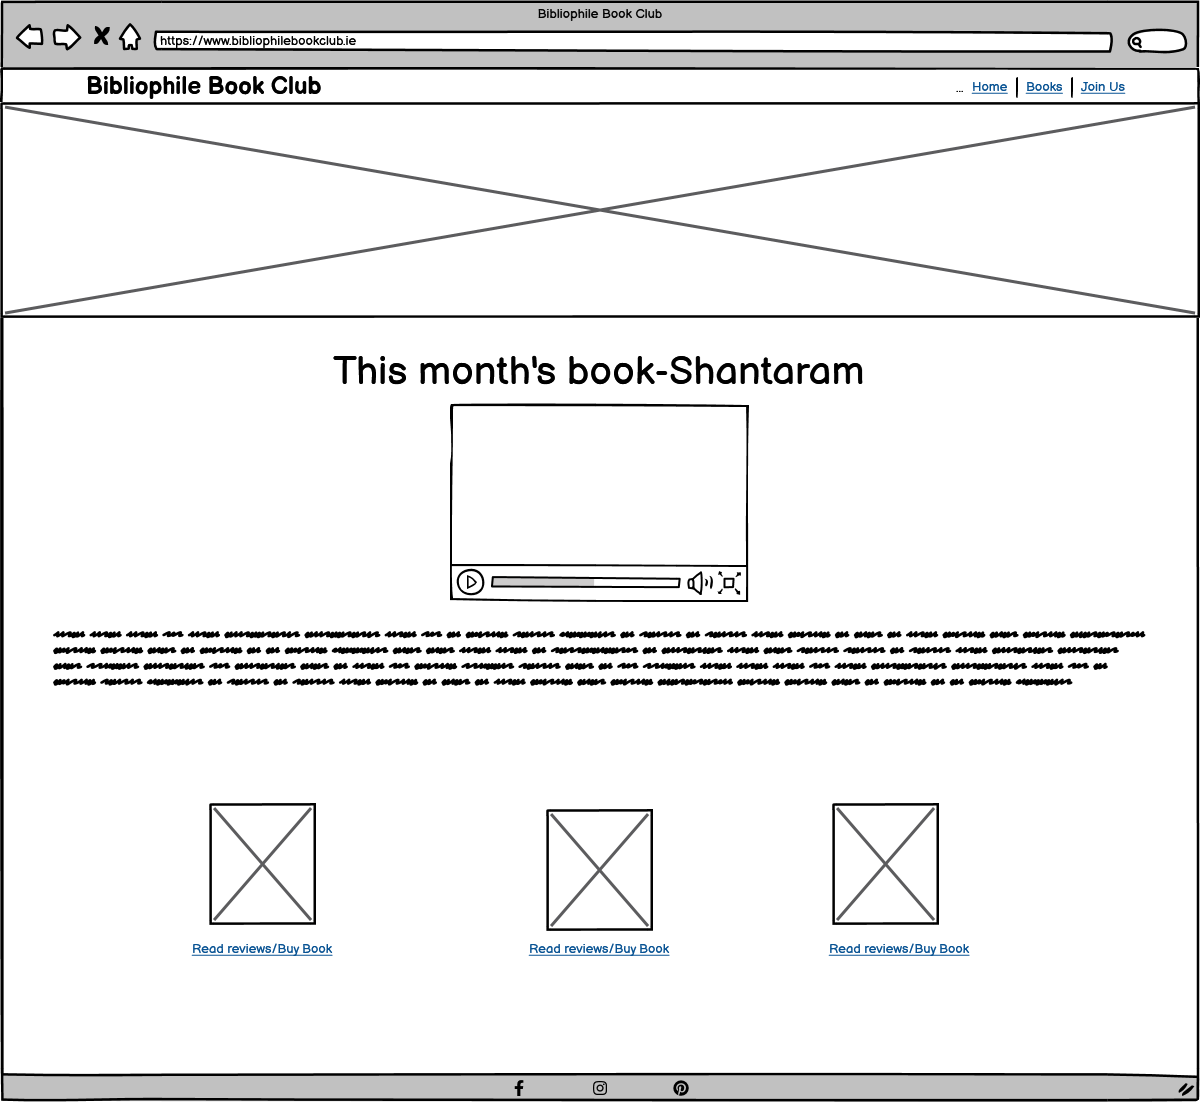 Bibliophile Book Club
https://www.bibliophilebookclub.ie
Bibliophile Book Club
... Home | Books | Join Us
This month's book-Shantaram
Read reviews/Buy Book
Read reviews/Buy Book
Read reviews/Buy Book